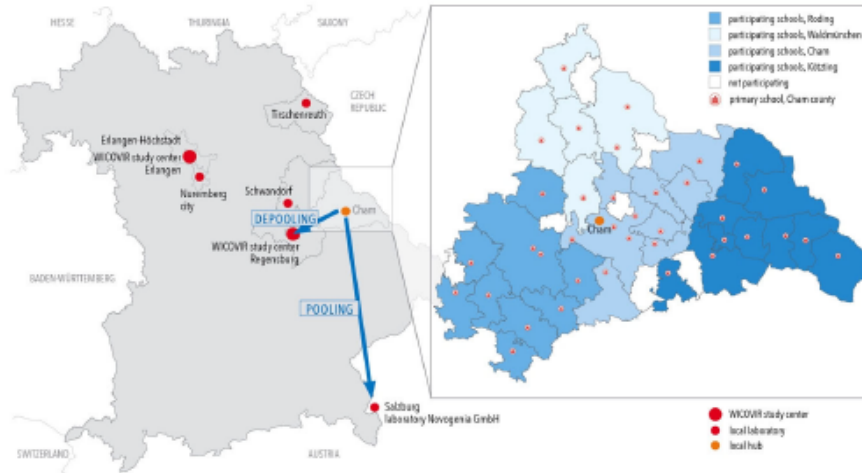 HESSE
THURINGIA
SAXONY
CZECH
REPUBLIC
Tirschenreuth
Erlangen-Höchstadt
WICOVIR study center
Erlangen
Nuremberg
city
Schwandorf
Cham
DEPOOLING
WICOVIR study center
Regensburg
BADEN-WÜRTTEMBERG
POOLING
Salzburg
laboratory Novogenia GmbH
SWITZERLAND
AUSTRIA
participating schools, Roding
participating schools, Waldmünchen
participating schools, Cham
participating schools, Kötzting
not participating
primary school, Cham county
Cham
WICOVIR study center
local laboratory
local hub